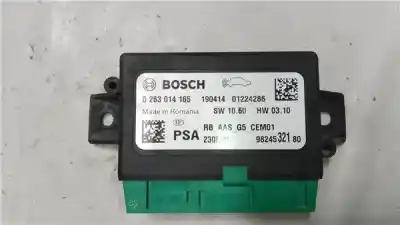 BOSCH
0 263 014 165 190414 01224286
Made in Romania SW 10.60 HW 03.10
PSA RB AAS G5 CEM01
98245321 80